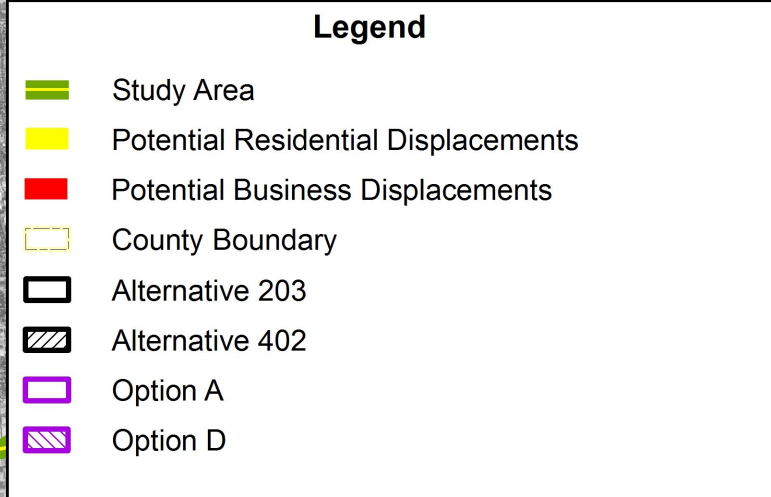 Legend
Study Area
Potential Residential Displacements
Potential Business Displacements
County Boundary
Alternative 203
Alternative 402
Option A
Option D